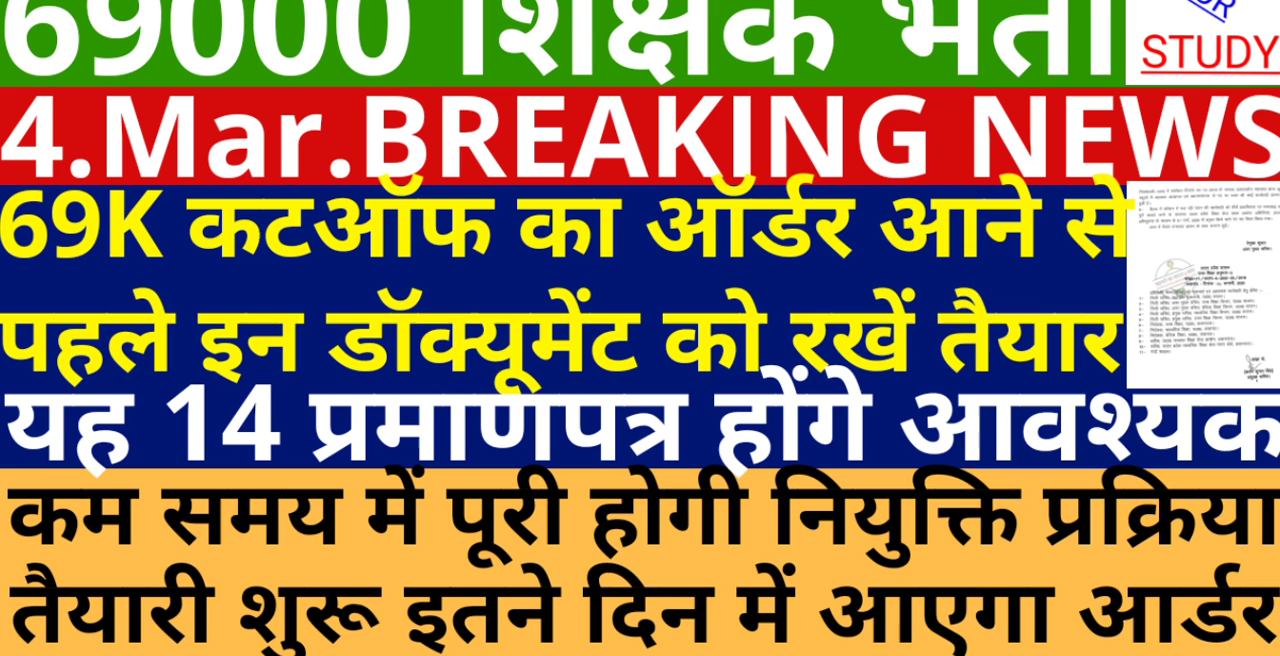 69000 शिक्षक भर्ती
STUDY
4.Mar.BREAKING NEWS
69K कटऑफ का ऑर्डर आने से
पहले इन डॉक्यूमेंट को रखें तैयार
यह 14 प्रमाणपत्र होंगे आवश्यक
कम समय में पूरी होगी नियुक्ति प्रक्रिया
तैयारी शुरू इतने दिन में आएगा आर्डर